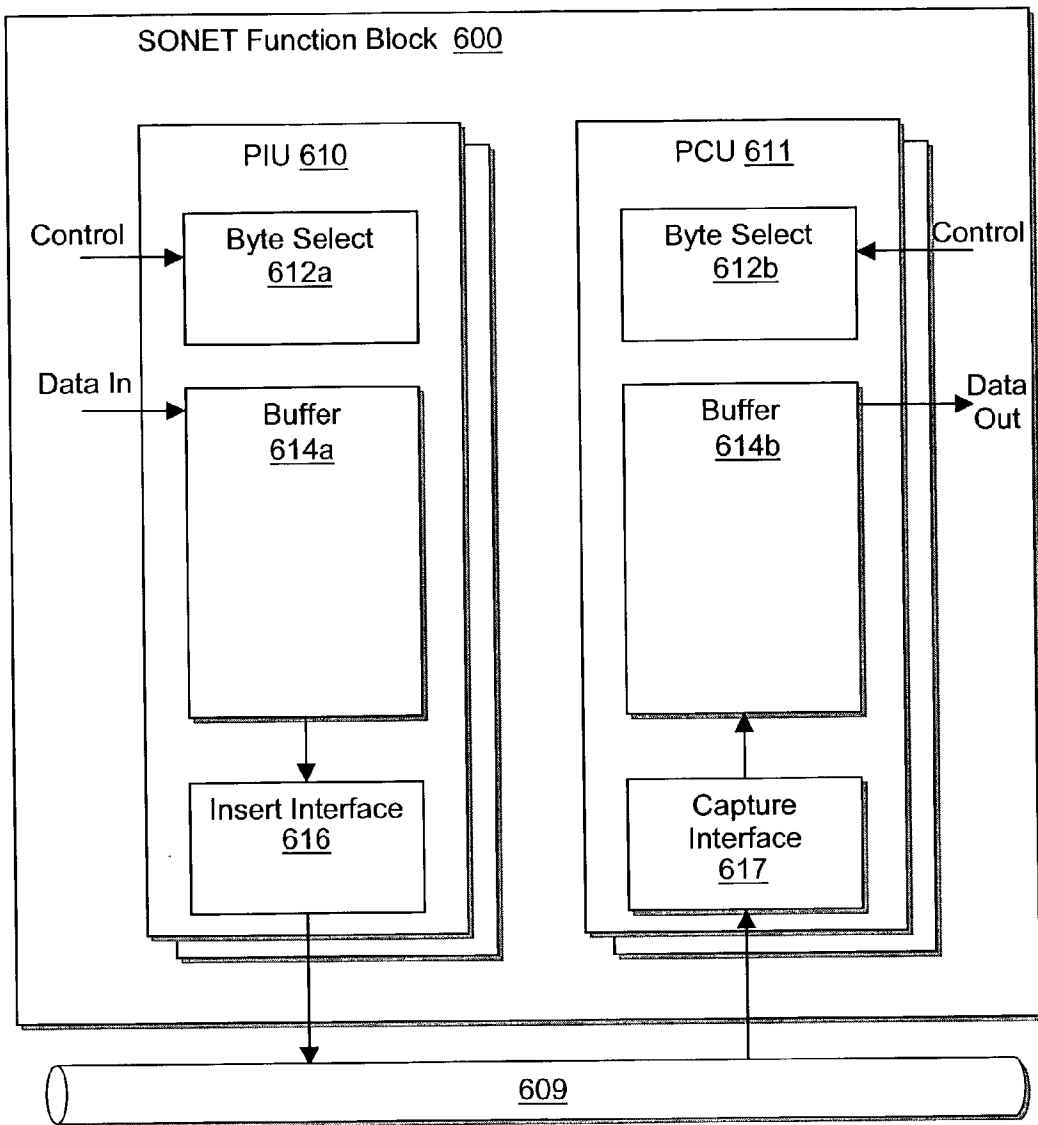 SONET Function Block 600
PIU 610
Control
Byte Select
612a
Data In
Buffer
614a
Insert Interface
616
PCU 611
Byte Select
612b
Control
Buffer
614b
Data
Out
Capture
Interface
617
609